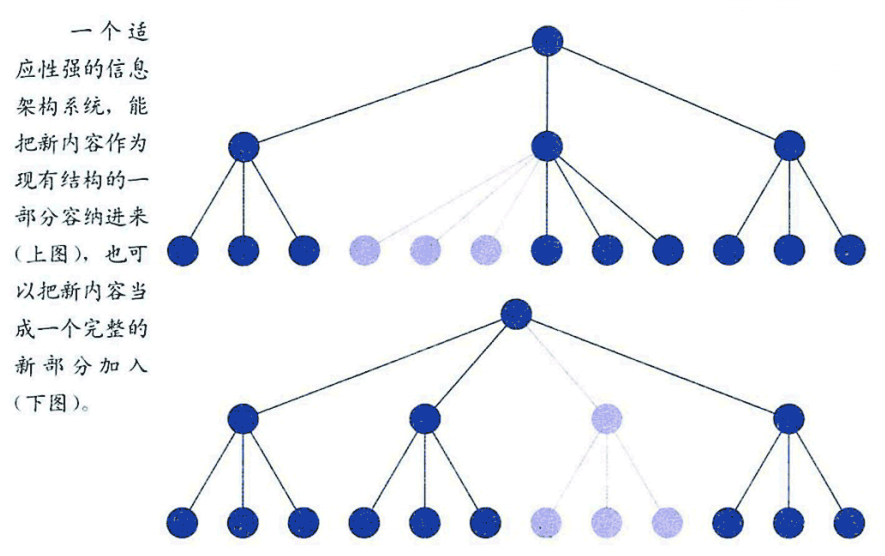 一个适
应性强的信息
架构系统，能
把新内容作为
现有结构的一
部分容纳进来
（上图），也可
以把新内容当
成一个完整的
新部分加入
（下图）。